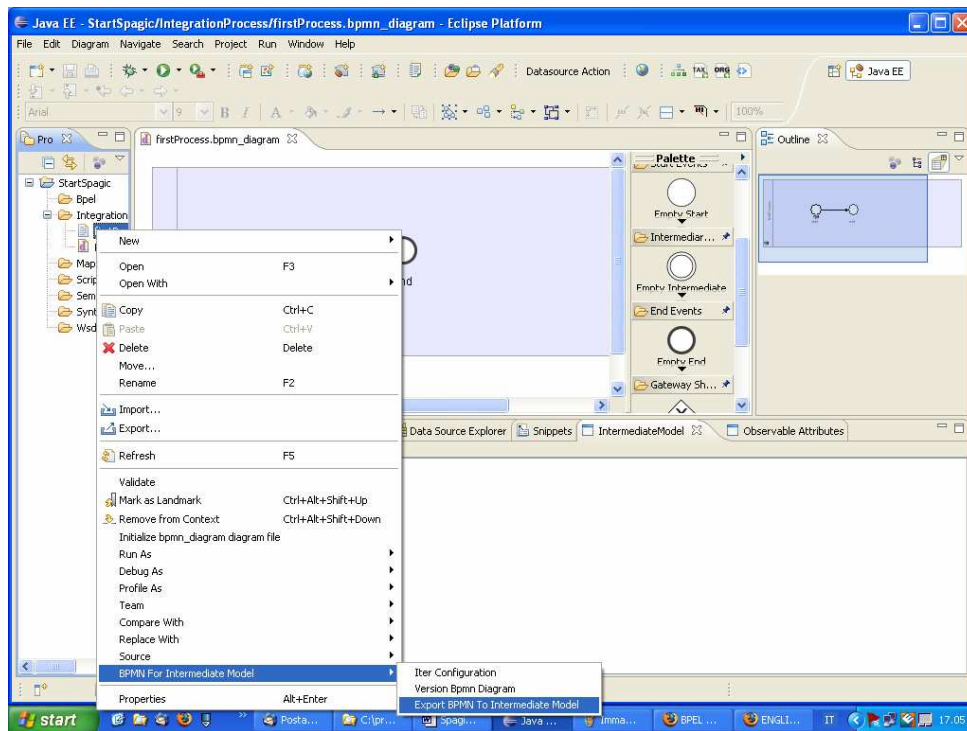 Java EE - StartSpagic/IntegrationProcess/firstProcess.bpmn_diagram - Eclipse Platform
File Edit Diagram Navigate Search Project Run Window Help
Datasource Action
Java EE
Arial 9 B I A 100%
Pro
firstProcess.bpmn_diagram
Palette
Outline
StartSpagic
Bpel
Integration
Map
Scrip
Sem
Synt
Wsd
Start Events
Empty Start
Intermediar...
Empty Intermediate
End Events
Empty End
Gateway Sh...
nd
New
Open F3
Open With
Copy Ctrl+C
Paste Ctrl+V
Delete Delete
Move...
Rename F2
Import...
Export...
Refresh F5
Validate
Mark as Landmark Ctrl+Alt+Shift+Up
Remove from Context Ctrl+Alt+Shift+Down
Initialize bpmn_diagram diagram file
Run As
Debug As
Profile As
Team
Compare With
Replace With
Source
BPMN For Intermediate Model
Properties Alt+Enter
Iter Configuration
Version Bpmn Diagram
Export BPMN To Intermediate Model
Data Source Explorer Snippets IntermediateModel Observable Attributes
start
Posta...
C:\pr...
Spagi...
Java ...
Imma...
BPEL ...
ENGLI...
IT
17.05